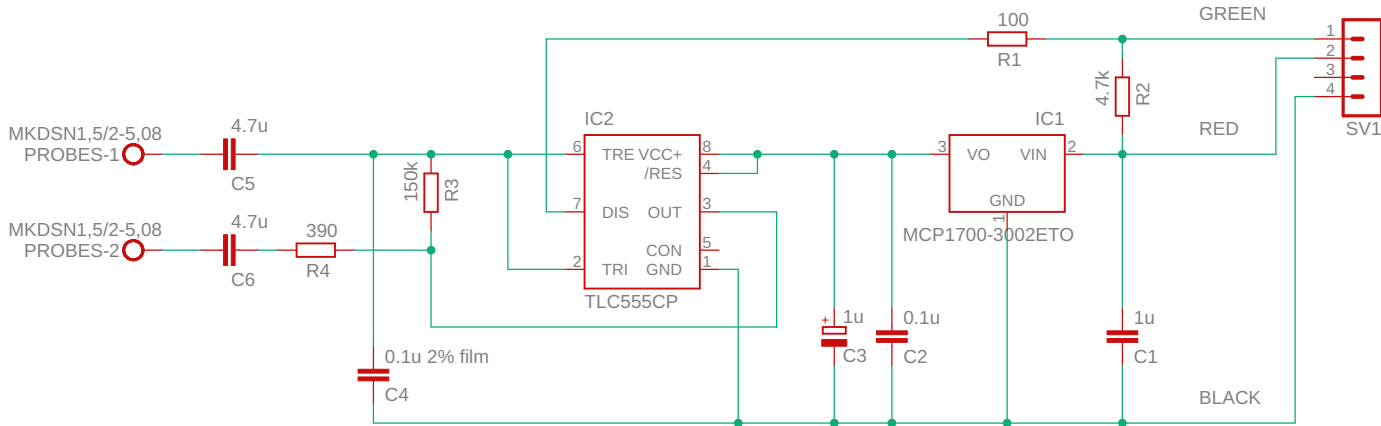 GREEN
100
R1
1
2
3
4
SV1
4.7k
R2
RED
MKDSN1,5/2-5,08
PROBES-1
4.7u
C5
IC2
6
TRE
VCC+
8
/RES
4
7
DIS
OUT
3
CON
5
2
TRI
GND
1
TLC555CP
150k
R3
IC1
3
VO
VIN
2
GND
1
MCP1700-3002ETO
MKDSN1,5/2-5,08
PROBES-2
4.7u
C6
390
R4
+
1u
C3
0.1u
C2
1u
C1
0.1u 2% film
C4
BLACK